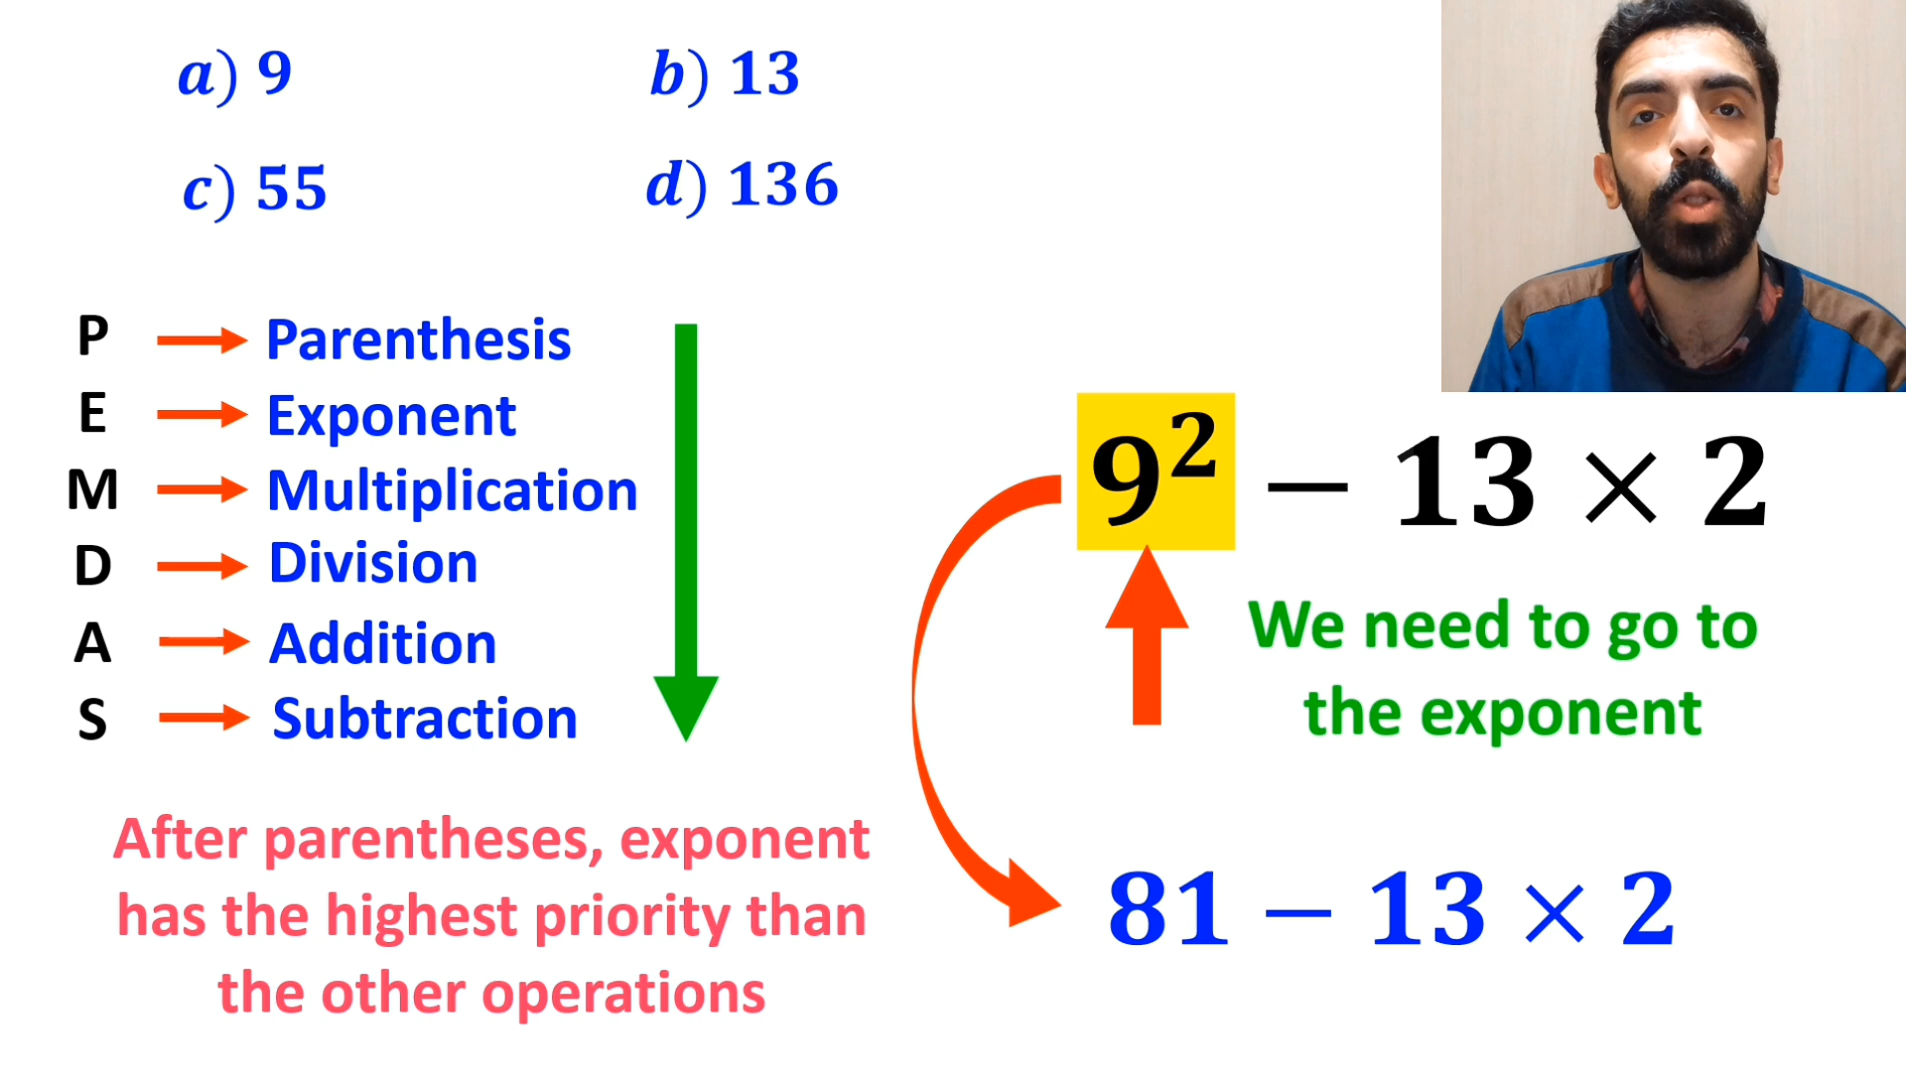 a) 9
b) 13
c) 55
d) 136
P → Parenthesis
E → Exponent
M → Multiplication
D → Division
A → Addition
S → Subtraction
After parentheses, exponent
has the highest priority than
the other operations
9² − 13 × 2
We need to go to
the exponent
81 − 13 × 2